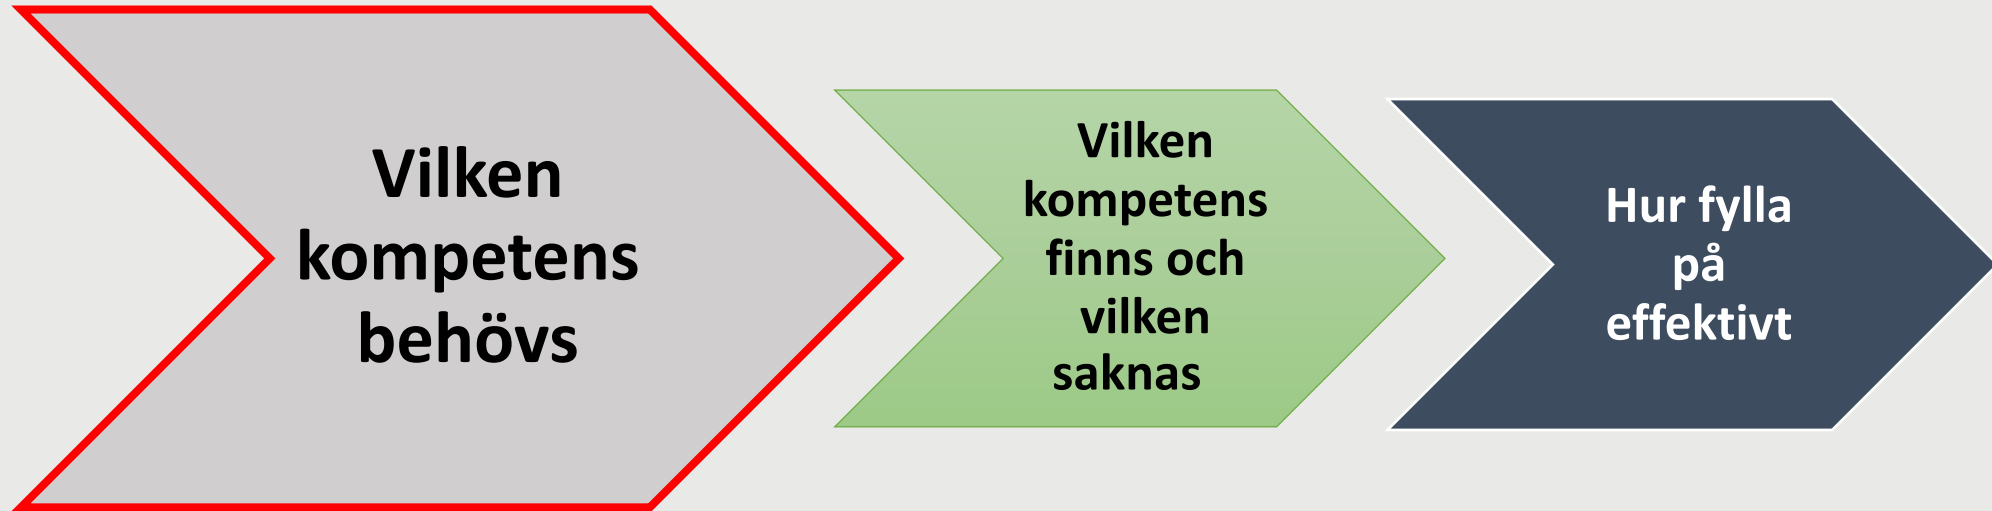 Vilken
kompetens
behövs
Vilken
kompetens
finns och
vilken
saknas
Hur fylla
på
effektivt